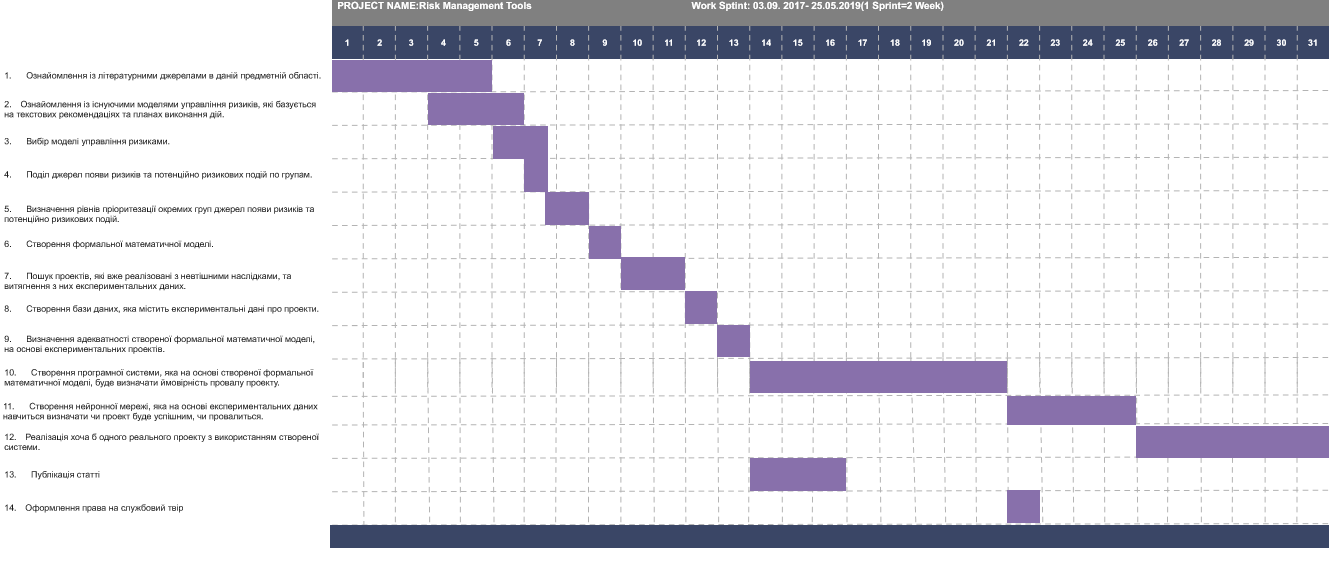 PROJECT NAME:Risk Management Tools Work Sptint: 03.09. 2017- 25.05.2019(1 Sprint=2 Week)
1 2 3 4 5 6 7 8 9 10 11 12 13 14 15 16 17 18 19 20 21 22 23 24 25 26 27 28 29 30 31
1. Ознайомлення із літературними джерелами в даній предметній області.
2. Ознайомлення із існуючими моделями управління ризиків, які базується
на текстових рекомендаціях та планах виконання дій.
3. Вибір моделі управління ризиками.
4. Поділ джерел появи ризиків та потенційно ризикових подій по групам.
5. Визначення рівнів пріоритезації окремих груп джерел появи ризиків та
потенційно ризикових подій.
6. Створення формальної математичної моделі.
7. Пошук проектів, які вже реалізовані з невтішними наслідками, та
витягнення з них експериментальних даних.
8. Створення бази даних, яка містить експериментальні дані про проекти.
9. Визначення адекватності створеної формальної математичної моделі,
на основі експериментальних проектів.
10. Створення програмної системи, яка на основі створеної формальної
математичної моделі, буде визначати ймовірність провалу проекту.
11. Створення нейронної мережі, яка на основі експериментальних даних
навчиться визначати чи проект буде успішним, чи провалиться.
12. Реалізація хоча б одного реального проекту з використанням створеної
системи.
13. Публікація статті
14. Оформлення права на службовий твір